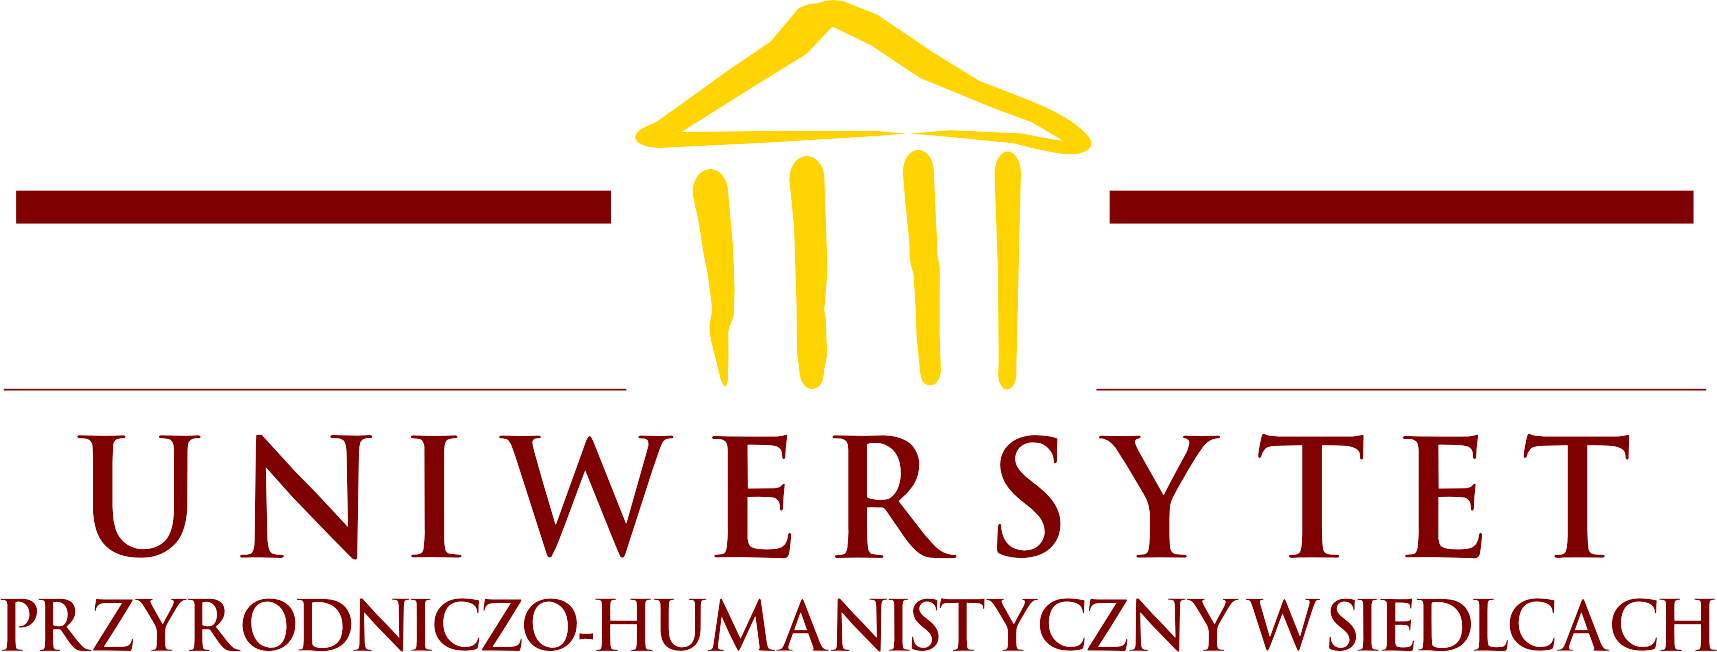 UNIWERSYTET
PRZYRODNICZO-HUMANISTYCZNY W SIEDLCACH